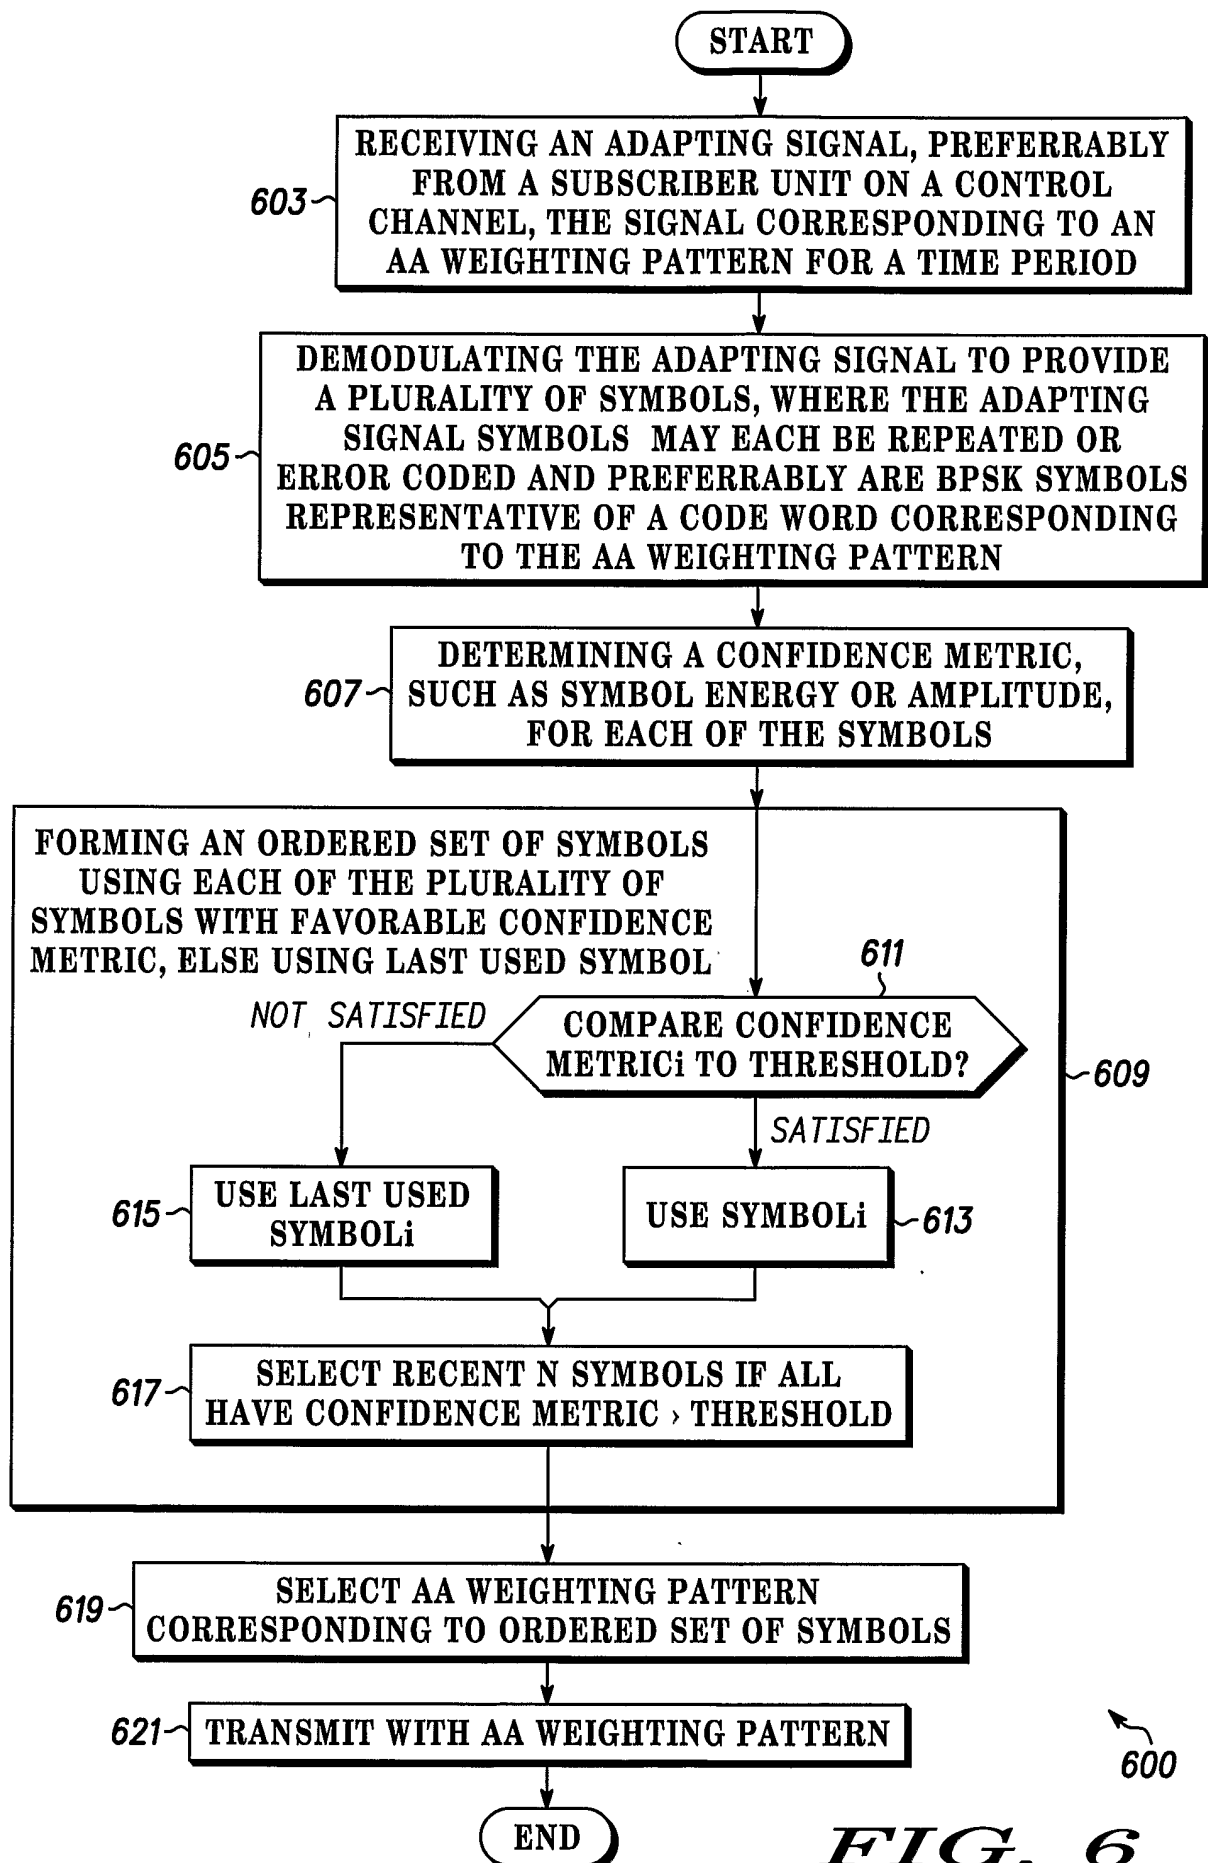 START
RECEIVING AN ADAPTING SIGNAL, PREFERRABLY
FROM A SUBSCRIBER UNIT ON A CONTROL
CHANNEL, THE SIGNAL CORRESPONDING TO AN
AA WEIGHTING PATTERN FOR A TIME PERIOD
603
DEMODULATING THE ADAPTING SIGNAL TO PROVIDE
A PLURALITY OF SYMBOLS, WHERE THE ADAPTING
SIGNAL SYMBOLS MAY EACH BE REPEATED OR
ERROR CODED AND PREFERRABLY ARE BPSK SYMBOLS
REPRESENTATIVE OF A CODE WORD CORRESPONDING
TO THE AA WEIGHTING PATTERN
605
DETERMINING A CONFIDENCE METRIC,
SUCH AS SYMBOL ENERGY OR AMPLITUDE,
FOR EACH OF THE SYMBOLS
607
FORMING AN ORDERED SET OF SYMBOLS
USING EACH OF THE PLURALITY OF
SYMBOLS WITH FAVORABLE CONFIDENCE
METRIC, ELSE USING LAST USED SYMBOL
611
NOT SATISFIED
COMPARE CONFIDENCE
METRICi TO THRESHOLD?
609
SATISFIED
615
USE LAST USED
SYMBOLi
USE SYMBOLi
613
617
SELECT RECENT N SYMBOLS IF ALL
HAVE CONFIDENCE METRIC > THRESHOLD
619
SELECT AA WEIGHTING PATTERN
CORRESPONDING TO ORDERED SET OF SYMBOLS
621
TRANSMIT WITH AA WEIGHTING PATTERN
600
END
FIG. 6